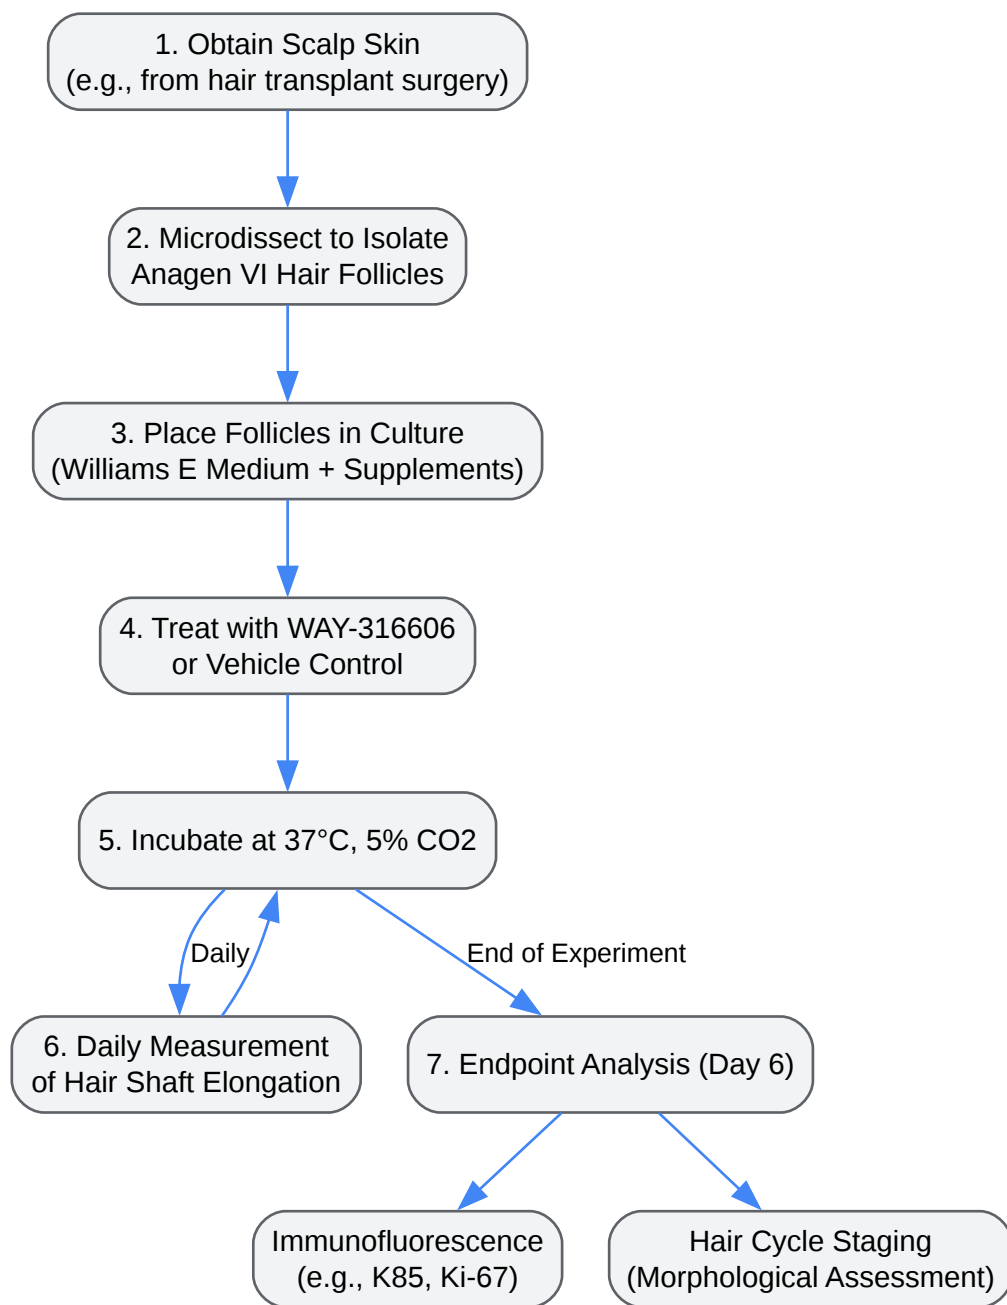 1. Obtain Scalp Skin
(e.g., from hair transplant surgery)
2. Microdissect to Isolate
Anagen VI Hair Follicles
3. Place Follicles in Culture
(Williams E Medium + Supplements)
4. Treat with WAY-316606
or Vehicle Control
5. Incubate at 37°C, 5% CO2
Daily
End of Experiment
6. Daily Measurement
of Hair Shaft Elongation
7. Endpoint Analysis (Day 6)
Immunofluorescence
(e.g., K85, Ki-67)
Hair Cycle Staging
(Morphological Assessment)